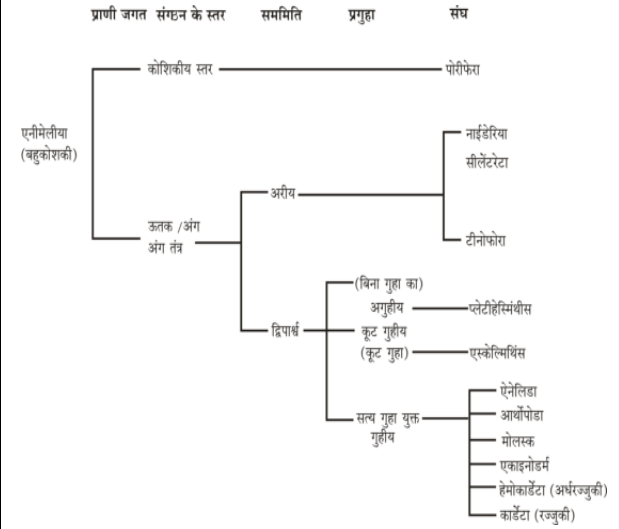 प्राणी जगत संगठन के स्तर सममिति प्रगुहा संघ
कोशिकीय स्तर पोरीफेरा
एनीमेलीया
(बहुकोशकी)
नाईडेरिया
सीलेंटरेटा
अरीय
ऊतक /अंग
अंग तंत्र
टीनोफोरा
(बिना गुहा का)
अगुहीय प्लेटीहेल्मिंथीस
द्विपार्श्व कूट गुहीय
(कूट गुहा) एस्केल्मिथिंस
ऐनेलिडा
सत्य गुहा युक्त आर्थोपोडा
गुहीय
मोलस्क
एकाइनोडर्म
हेमोकार्डेटा (अर्धरज्जुकी)
कार्डेटा (रज्जुकी)